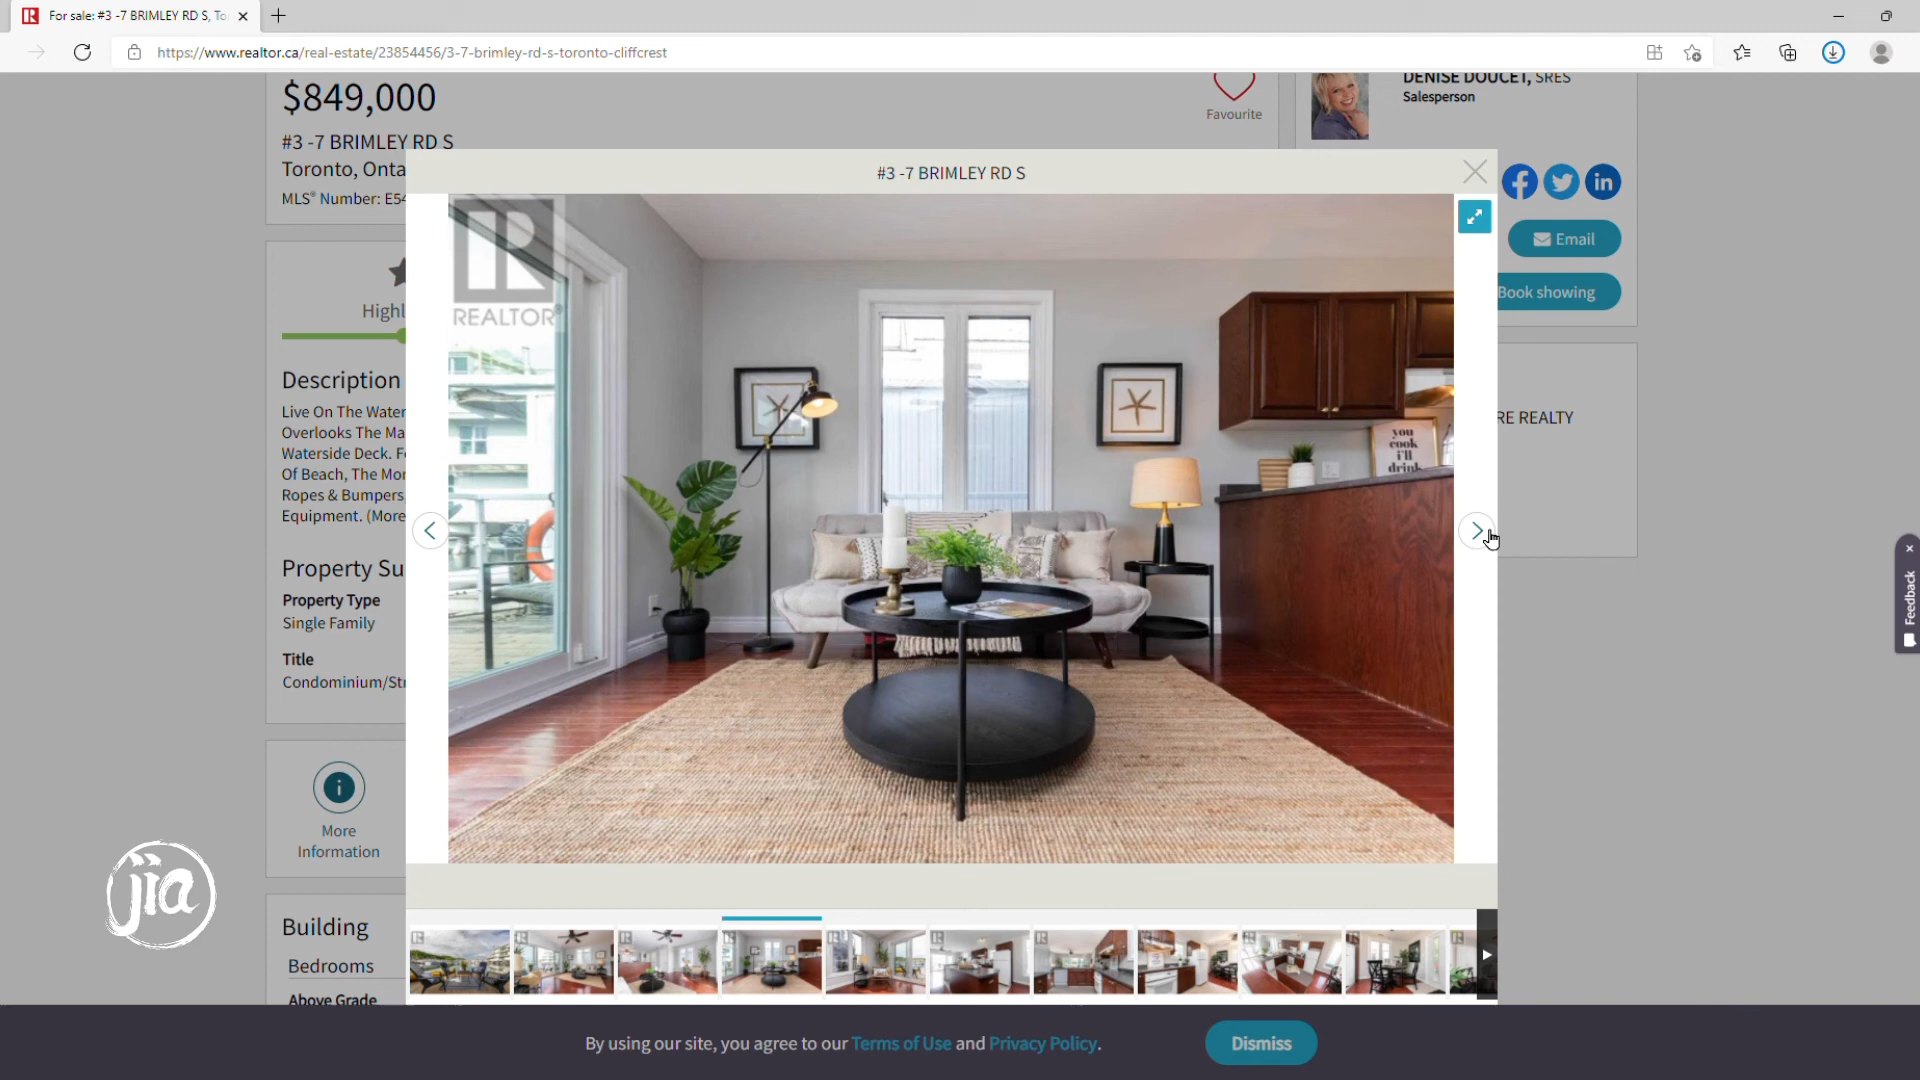 For sale: #3 -7 BRIMLEY RD S, To
https://www.realtor.ca/real-estate/23854456/3-7-brimley-rd-s-toronto-cliffcrest
$849,000
#3 -7 BRIMLEY RD S
Toronto, Onta
MLS® Number: E54
Favourite
DENISE DOUCET, SRES
Salesperson
#3 -7 BRIMLEY RD S
Email
Book showing
RE REALTY
REALTOR®
you
cook
i'll
drink
Highl
Description
Live On The Water
Overlooks The Ma
Waterside Deck. Fe
Of Beach, The Mor
Ropes & Bumpers
Equipment. (More
Property Su
Property Type
Single Family
Title
Condominium/Str
More
Information
Building
Bedrooms
Above Grade
jia
Feedback
By using our site, you agree to our Terms of Use and Privacy Policy.
Dismiss